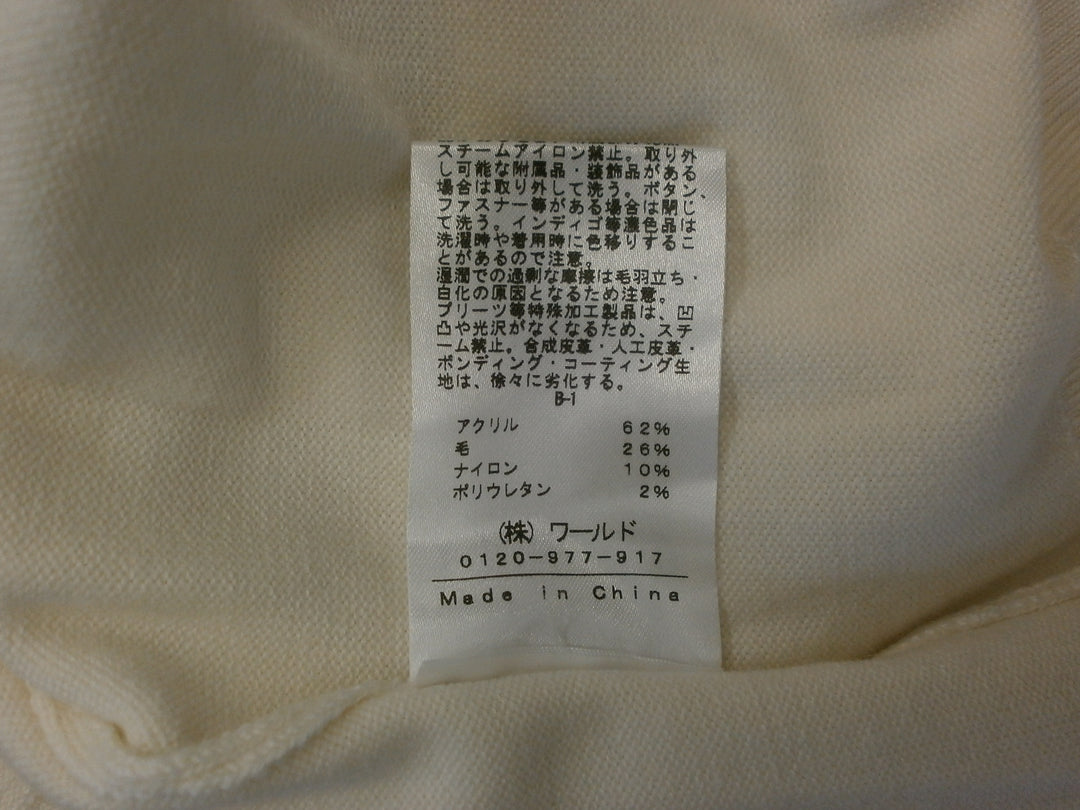 スチームアイロン禁止。取り外
し可能な附属品・装飾品がある
場合は取り外して洗う。ボタン、
ファスナー等がある場合は閉じ
て洗う。インディゴ等濃色品は
洗濯時や着用時に色移りするこ
とがあるので注意。
湿潤での過剰な摩擦は毛羽立ち・
白化の原因となるため注意。
プリーツ等特殊加工製品は、凹
凸や光沢がなくなるため、スチ
ーム禁止。合成皮革・人工皮革・
ボンディング・コーティング生
地は、徐々に劣化する。
B-1
アクリル 62%
毛 26%
ナイロン 10%
ポリウレタン 2%
(株) ワールド
0120-977-917
Made in China